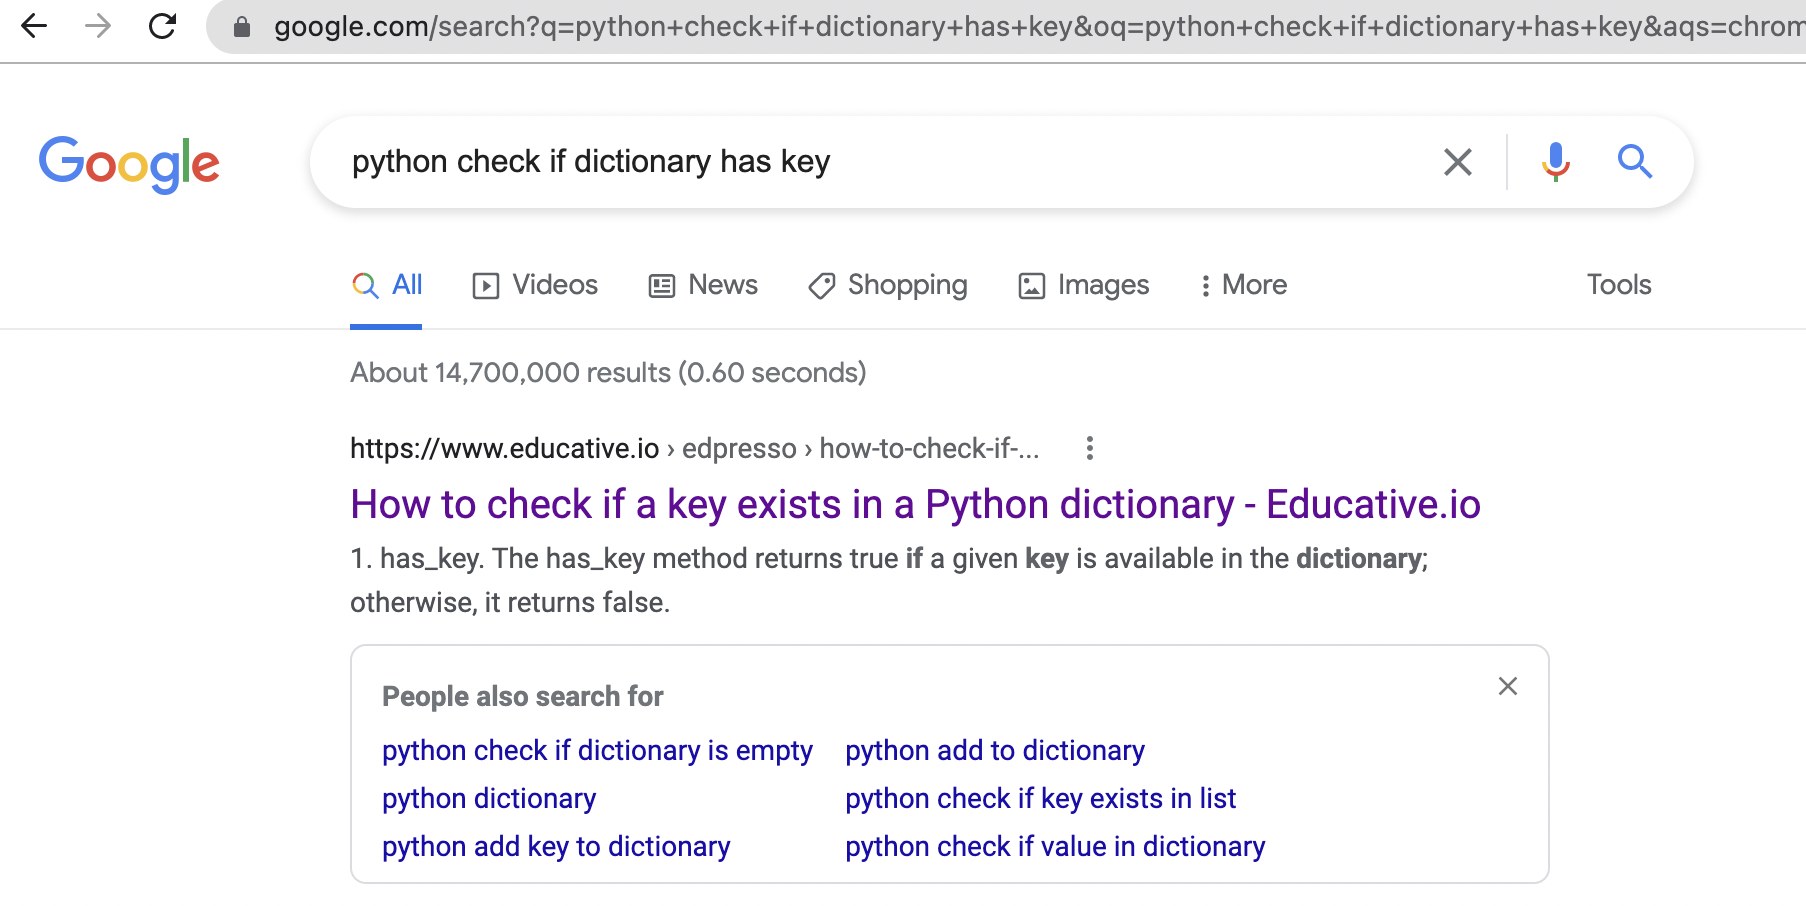 google.com/search?q=python+check+if+dictionary+has+key&oq=python+check+if+dictionary+has+key&aqs=chrom
Google
python check if dictionary has key
All Videos News Shopping Images More Tools
About 14,700,000 results (0.60 seconds)
https://www.educative.io › edpresso › how-to-check-if-...
How to check if a key exists in a Python dictionary - Educative.io
1. has_key. The has_key method returns true if a given key is available in the dictionary;
otherwise, it returns false.
People also search for
python check if dictionary is empty python add to dictionary
python dictionary python check if key exists in list
python add key to dictionary python check if value in dictionary